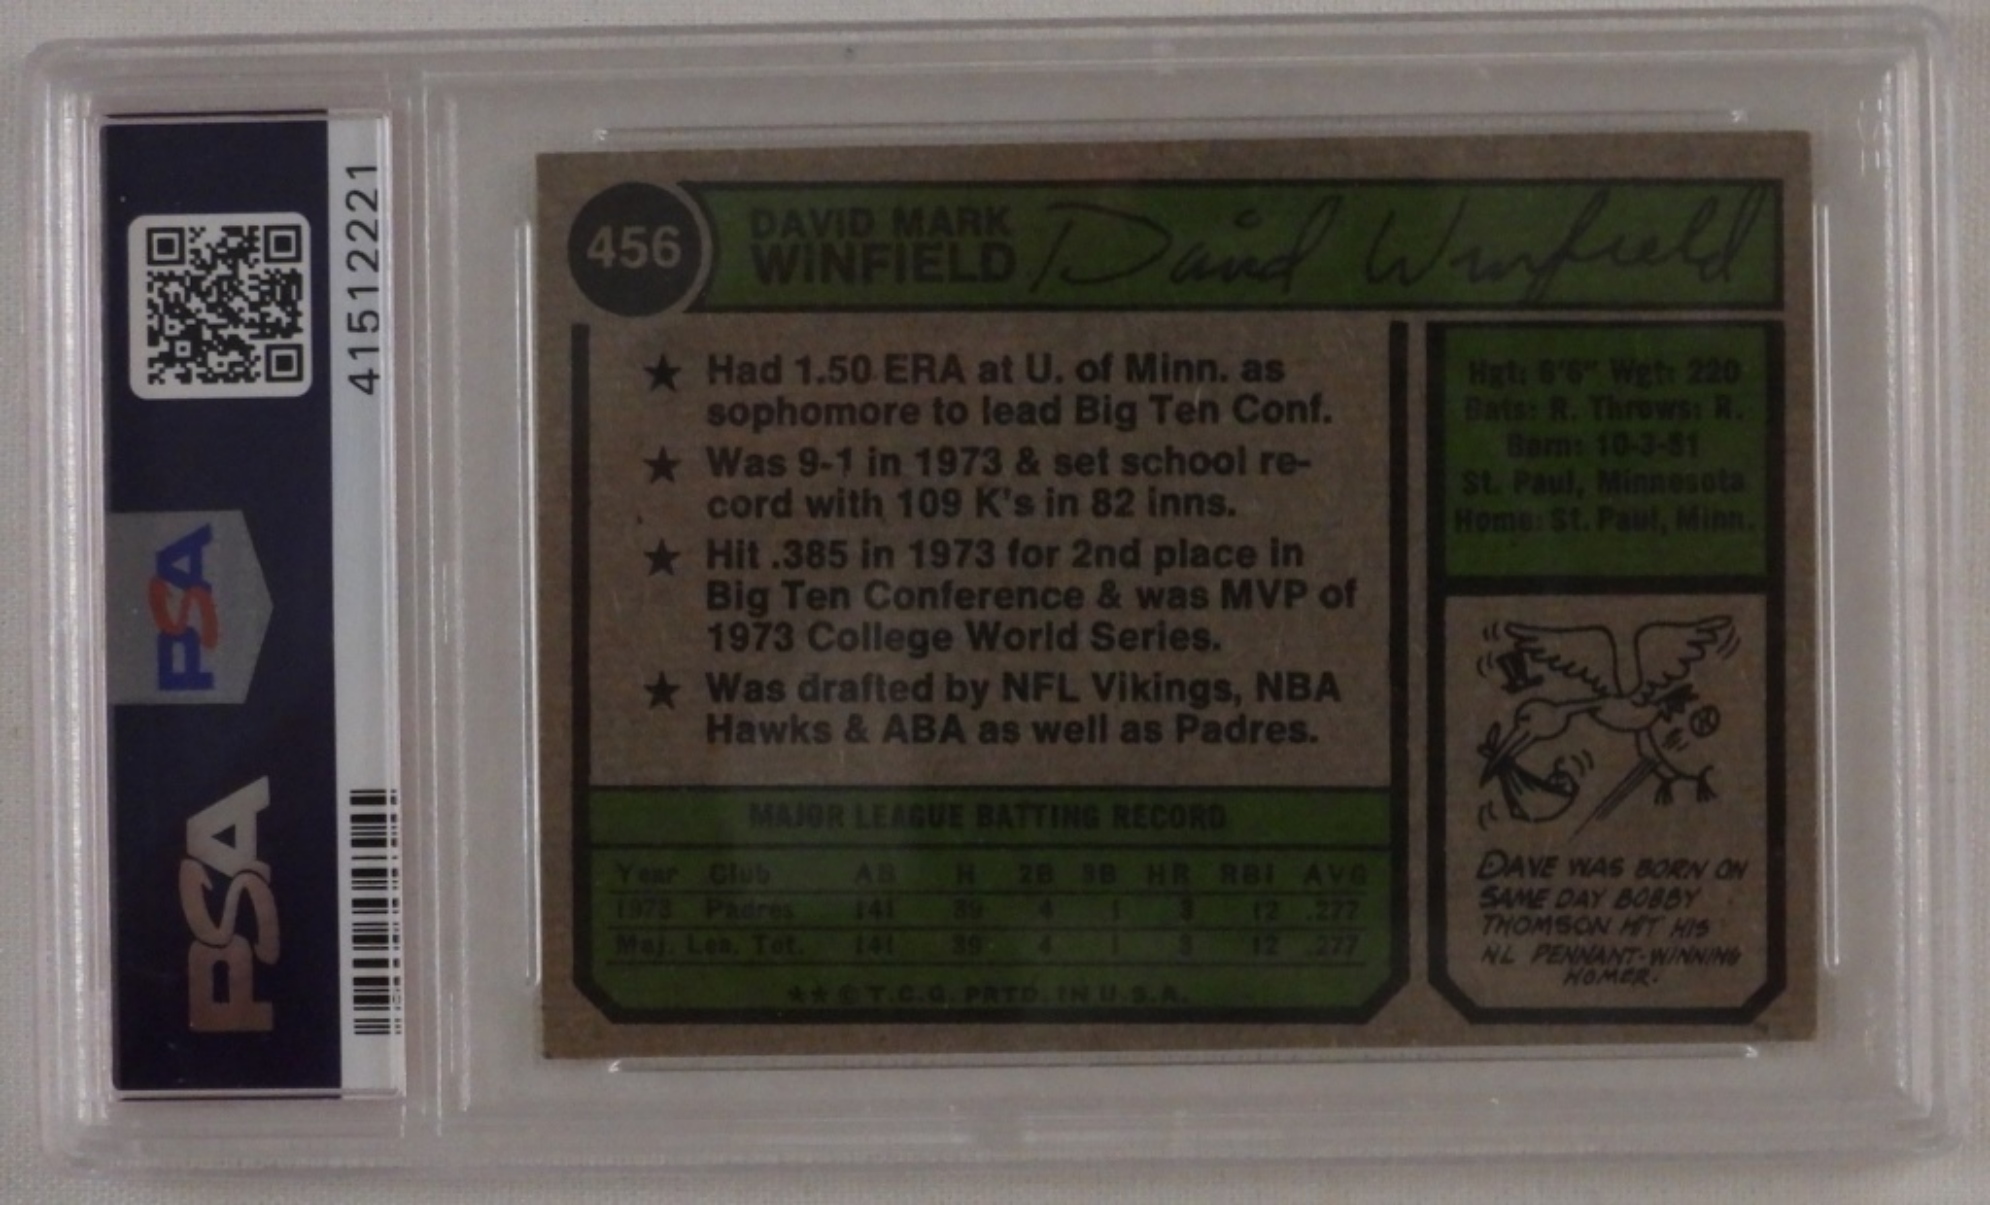 41512221
PSA
PSA
456
DAVID MARK
WINFIELD
David Winfield
★ Had 1.50 ERA at U. of Minn. as
sophomore to lead Big Ten Conf.
★ Was 9-1 in 1973 & set school re-
cord with 109 K's in 82 inns.
★ Hit .385 in 1973 for 2nd place in
Big Ten Conference & was MVP of
1973 College World Series.
★ Was drafted by NFL Vikings, NBA
Hawks & ABA as well as Padres.
MAJOR LEAGUE BATTING RECORD
Year Club AB H 2B 3B HR RBI AVG
1973 Padres 141 39 4 1 3 12 .277
Maj. Lea. Tot. 141 39 4 1 3 12 .277
★★ © T.C.G. PRTD. IN U.S.A.
Hgt: 6'6" Wgt: 220
Bats: R. Throws: R.
Born: 10-3-51
St. Paul, Minnesota
Home: St. Paul, Minn.
DAVE WAS BORN ON
SAME DAY BOBBY
THOMSON HIT HIS
NL PENNANT-WINNING
HOMER.